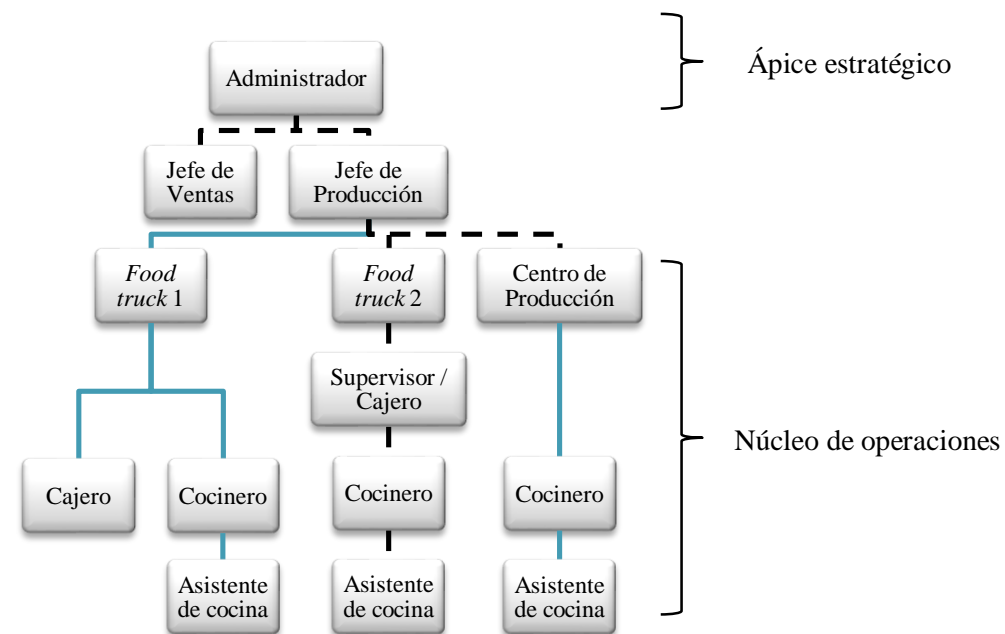 Ápice estratégico
Administrador
Jefe de
Ventas
Jefe de
Producción
Food
truck 1
Food
truck 2
Centro de
Producción
Supervisor /
Cajero
Núcleo de operaciones
Cajero
Cocinero
Cocinero
Cocinero
Asistente
de cocina
Asistente
de cocina
Asistente
de cocina